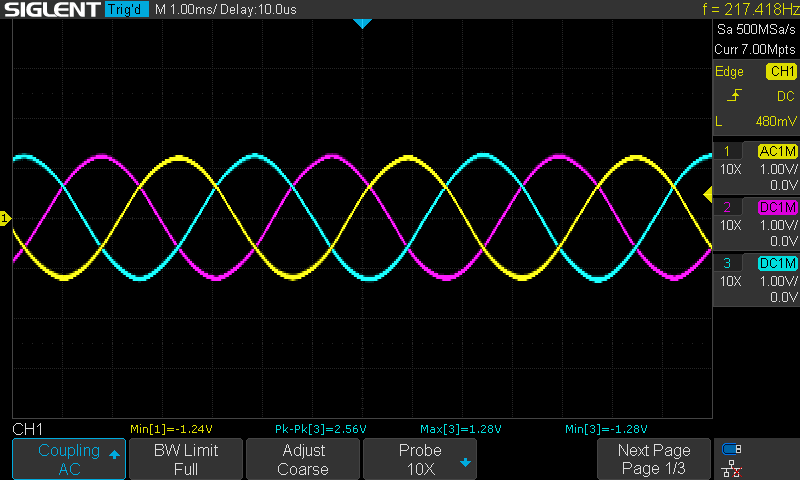 SIGLENT Trig'd M 1.00ms/ Delay:10.0us f = 217.418Hz
Sa 500MSa/s
Curr 7.00Mpts
Edge CH1
DC
L 480mV
1 AC1M
10X 1.00V/
0.0V
2 DC1M
10X 1.00V/
0.0V
3 DC1M
10X 1.00V/
0.0V
1
CH1 Min[1]=-1.24V Pk-Pk[3]=2.56V Max[3]=1.28V Min[3]=-1.28V
Coupling BW Limit Adjust Probe Next Page
AC Full Coarse 10X Page 1/3